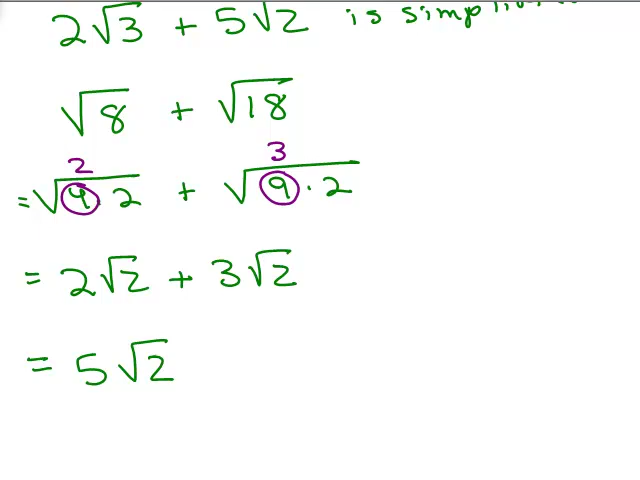 2√3 + 5√2 is
√8 + √18
2 3
= √4·2 + √9·2
= 2√2 + 3√2
= 5√2